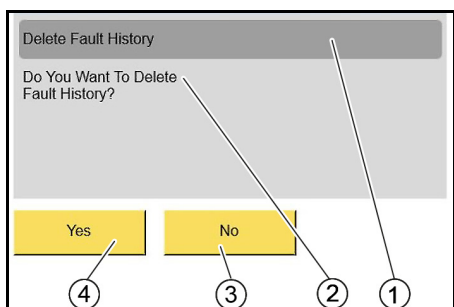 Delete Fault History
Do You Want To Delete
Fault History?
Yes
No
4
3
2
1